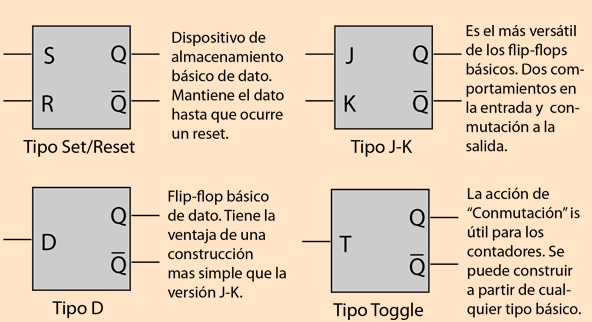 S
R
Q
Q̅
Tipo Set/Reset
Dispositivo de
almacenamiento
básico de dato.
Mantiene el dato
hasta que ocurre
un reset.
J
K
Q
Q̅
Tipo J-K
Es el más versátil
de los flip-flops
básicos. Dos com-
portamientos en
la entrada y con-
mutación a la
salida.
D
Q
Q̅
Tipo D
Flip-flop básico
de dato. Tiene la
ventaja de una
construcción
mas simple que la
versión J-K.
T
Q
Q̅
Tipo Toggle
La acción de
“Conmutación” is
útil para los
contadores. Se
puede construir
a partir de cual-
quier tipo básico.